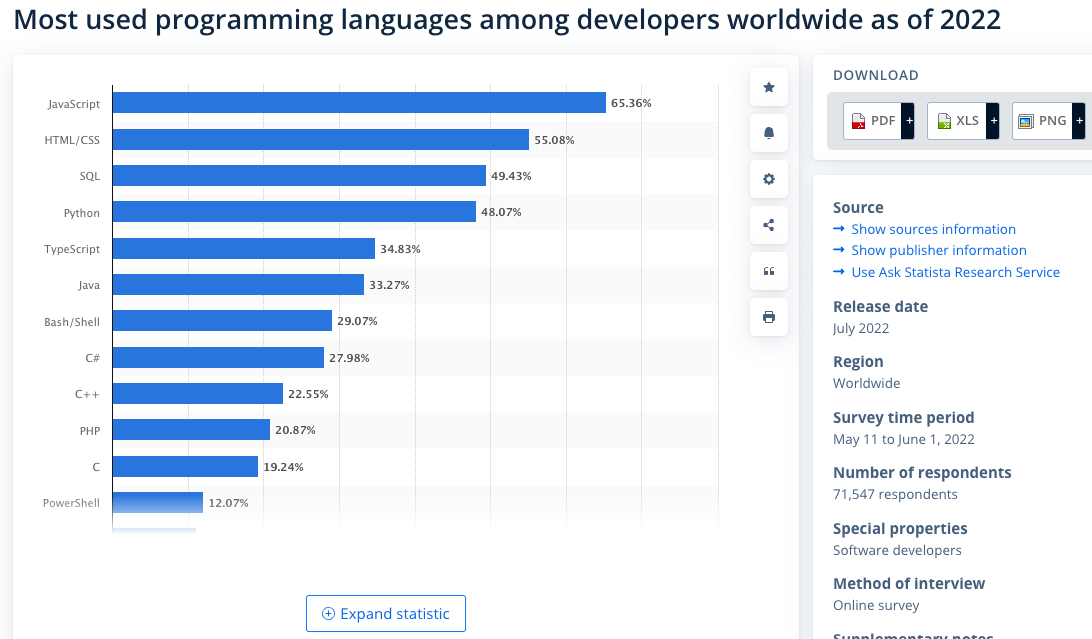 Most used programming languages among developers worldwide as of 2022
JavaScript 65.36%
HTML/CSS 55.08%
SQL 49.43%
Python 48.07%
TypeScript 34.83%
Java 33.27%
Bash/Shell 29.07%
C# 27.98%
C++ 22.55%
PHP 20.87%
C 19.24%
PowerShell 12.07%
+ Expand statistic
DOWNLOAD
PDF + XLS + PNG +
Source
→ Show sources information
→ Show publisher information
→ Use Ask Statista Research Service
Release date
July 2022
Region
Worldwide
Survey time period
May 11 to June 1, 2022
Number of respondents
71,547 respondents
Special properties
Software developers
Method of interview
Online survey
Supplementary notes